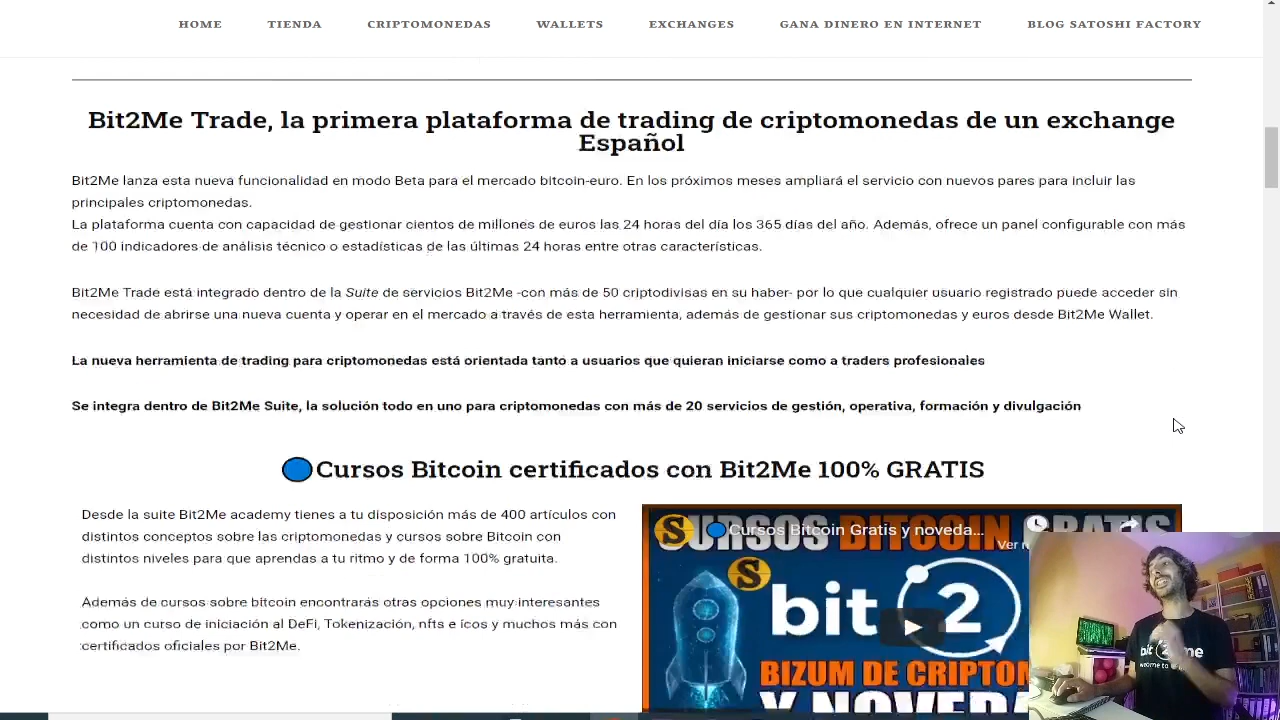 HOME TIENDA CRIPTOMONEDAS WALLETS EXCHANGES GANA DINERO EN INTERNET BLOG SATOSHI FACTORY
Bit2Me Trade, la primera plataforma de trading de criptomonedas de un exchange
Español
Bit2Me lanza esta nueva funcionalidad en modo Beta para el mercado bitcoin-euro. En los próximos meses ampliará el servicio con nuevos pares para incluir las
principales criptomonedas.
La plataforma cuenta con capacidad de gestionar cientos de millones de euros las 24 horas del día los 365 días del año. Además, ofrece un panel configurable con más
de 100 indicadores de análisis técnico o estadísticas de las últimas 24 horas entre otras características.
Bit2Me Trade está integrado dentro de la Suite de servicios Bit2Me -con más de 50 criptodivisas en su haber- por lo que cualquier usuario registrado puede acceder sin
necesidad de abrirse una nueva cuenta y operar en el mercado a través de esta herramienta, además de gestionar sus criptomonedas y euros desde Bit2Me Wallet.
La nueva herramienta de trading para criptomonedas está orientada tanto a usuarios que quieran iniciarse como a traders profesionales
Se integra dentro de Bit2Me Suite, la solución todo en uno para criptomonedas con más de 20 servicios de gestión, operativa, formación y divulgación
Cursos Bitcoin certificados con Bit2Me 100% GRATIS
Desde la suite Bit2Me academy tienes a tu disposición más de 400 artículos con
distintos conceptos sobre las criptomonedas y cursos sobre Bitcoin con
distintos niveles para que aprendas a tu ritmo y de forma 100% gratuita.
Además de cursos sobre bitcoin encontrarás otras opciones muy interesantes
como un curso de iniciación al DeFi, Tokenización, nfts e ícos y muchos más con
certificados oficiales por Bit2Me.
CURSOS BITCOIN GRATIS
Cursos Bitcoin Gratis y noveda...
Ver
S
S
bit2
BIZUM DE
Y
bit2me
welcome to